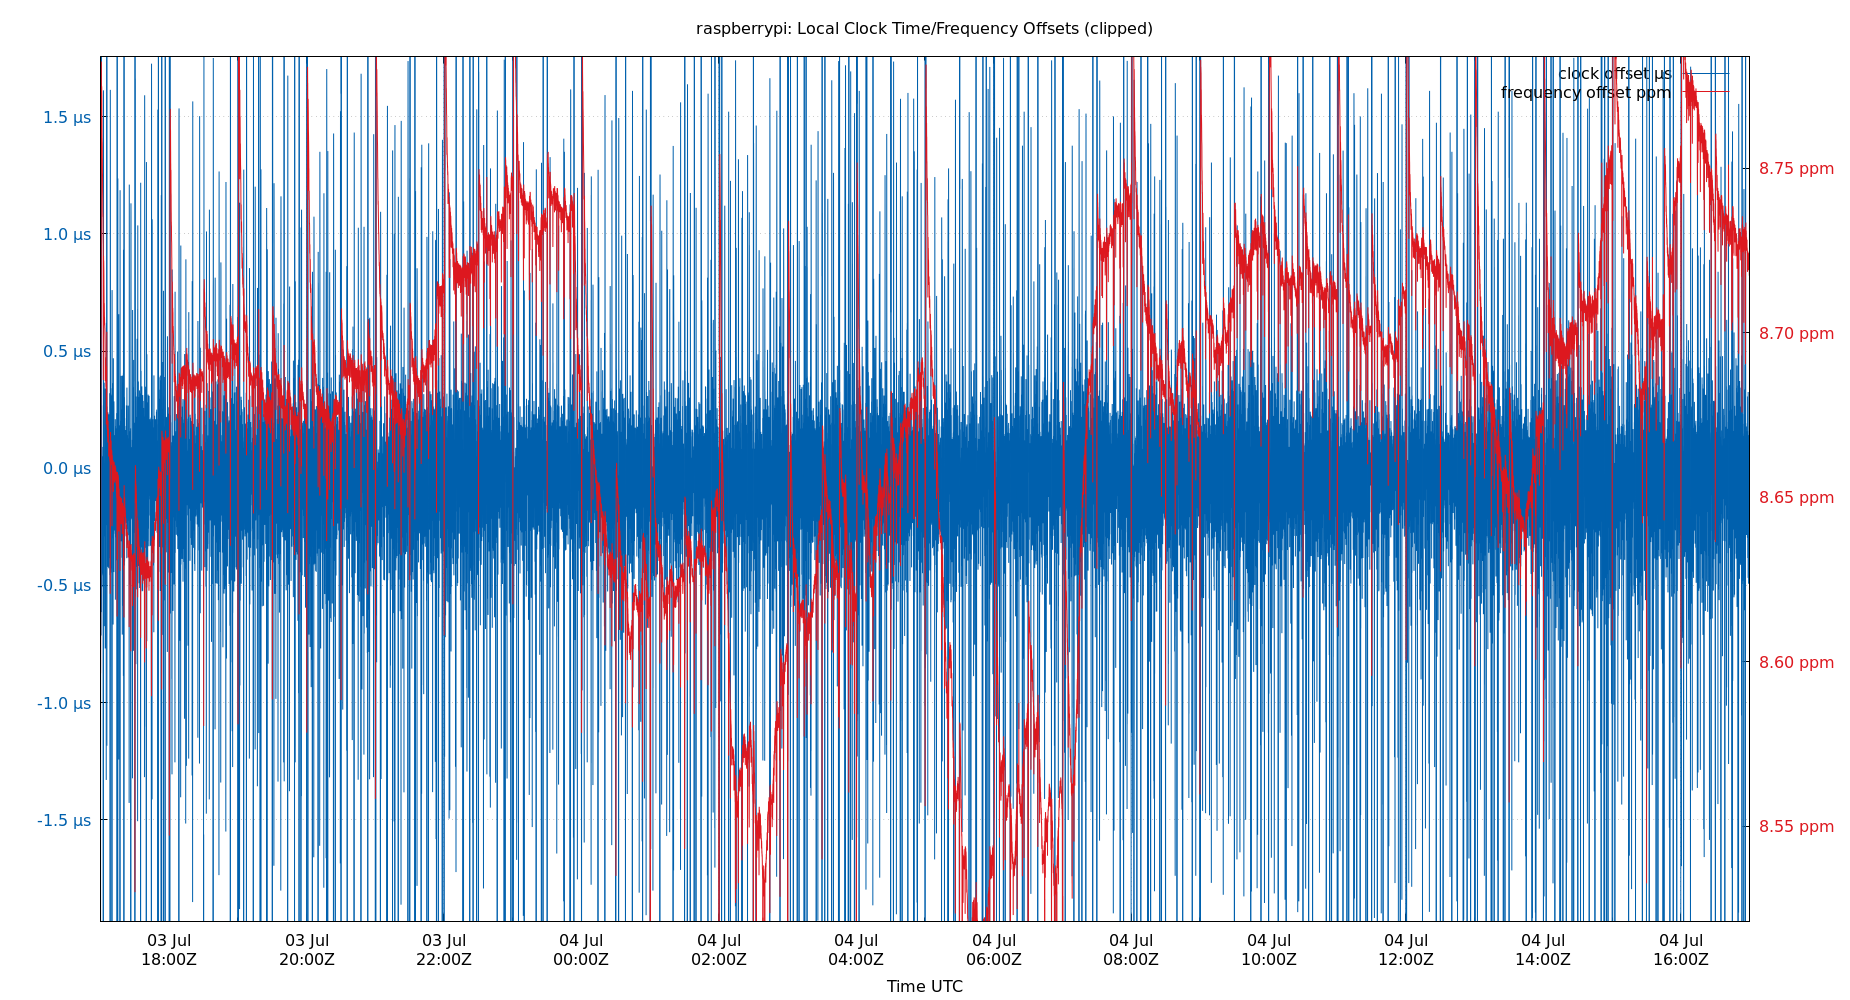 raspberrypi: Local Clock Time/Frequency Offsets (clipped)
clock offset µs
frequency offset ppm
1.5 µs
1.0 µs
0.5 µs
0.0 µs
-0.5 µs
-1.0 µs
-1.5 µs
8.75 ppm
8.70 ppm
8.65 ppm
8.60 ppm
8.55 ppm
03 Jul 03 Jul 03 Jul 04 Jul 04 Jul 04 Jul 04 Jul 04 Jul 04 Jul 04 Jul 04 Jul 04 Jul
18:00Z 20:00Z 22:00Z 00:00Z 02:00Z 04:00Z 06:00Z 08:00Z 10:00Z 12:00Z 14:00Z 16:00Z
Time UTC